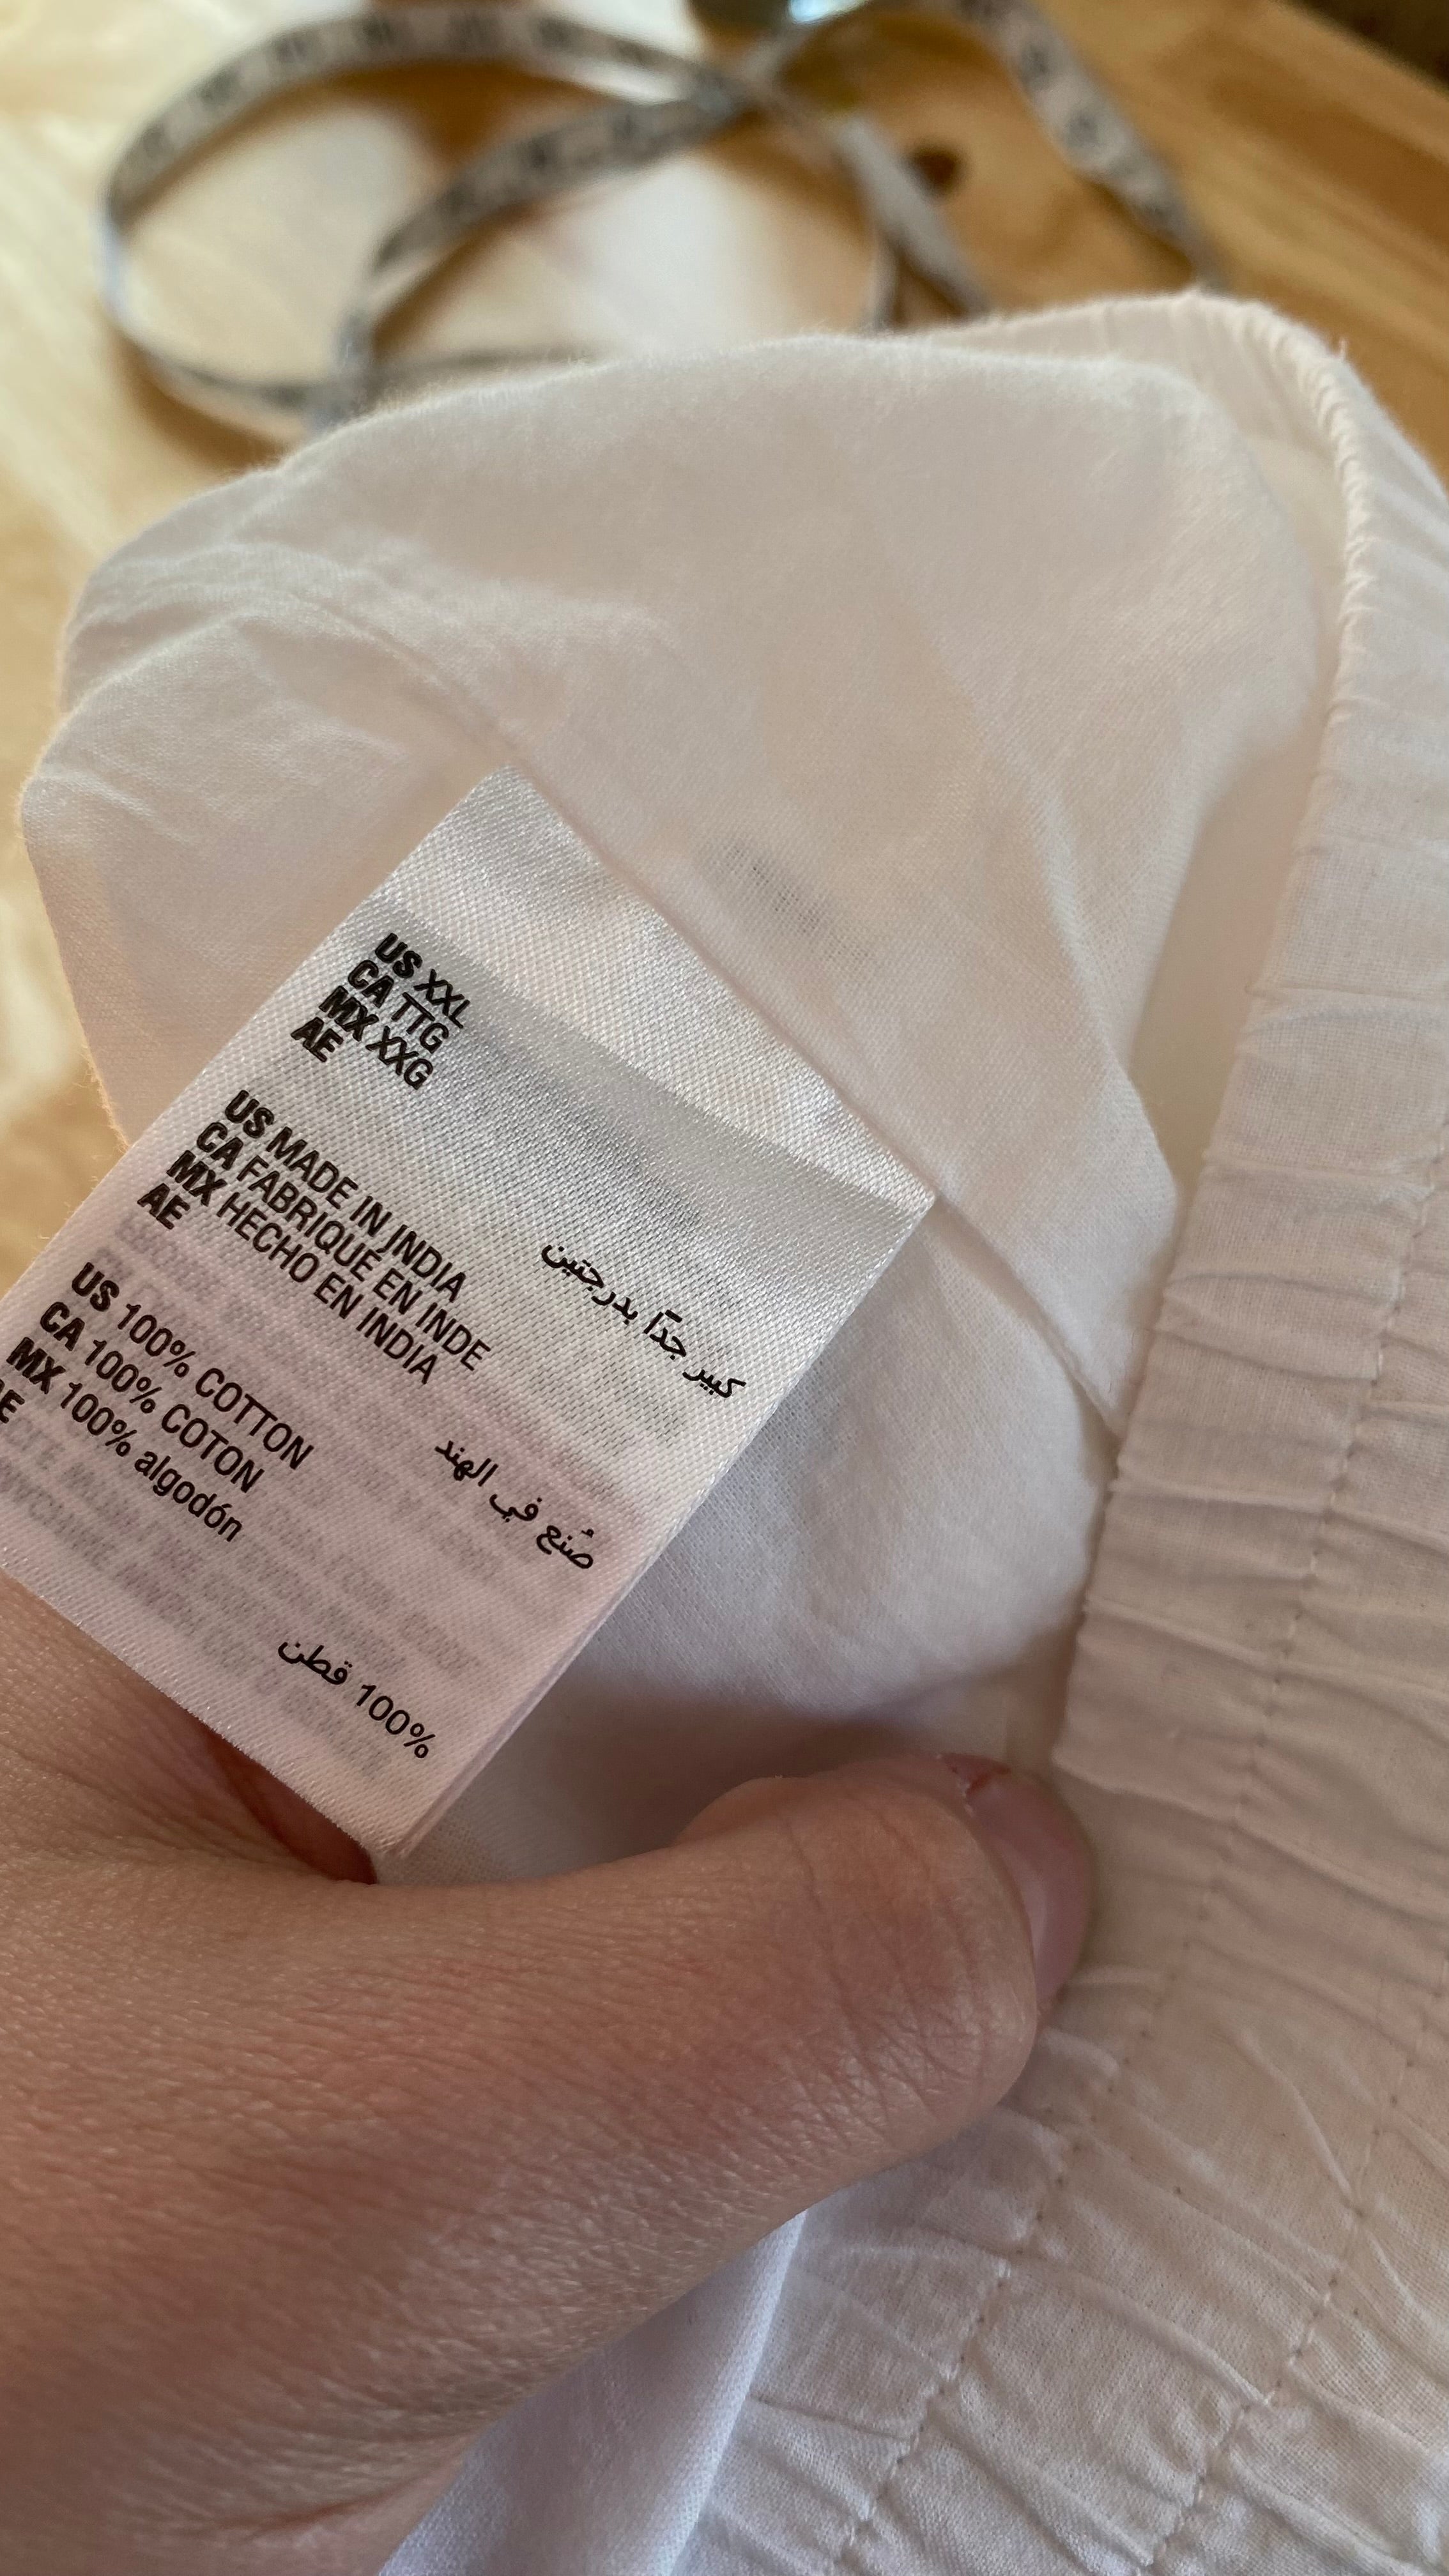 US XXL
CA TTG
MX XXG
AE
كبير جدًّا بدرجتين
US MADE IN INDIA
CA FABRIQUÉ EN INDE
MX HECHO EN INDIA
AE
صُنع في الهند
US 100% COTTON
CA 100% COTON
MX 100% algodón
AE
100% قطن